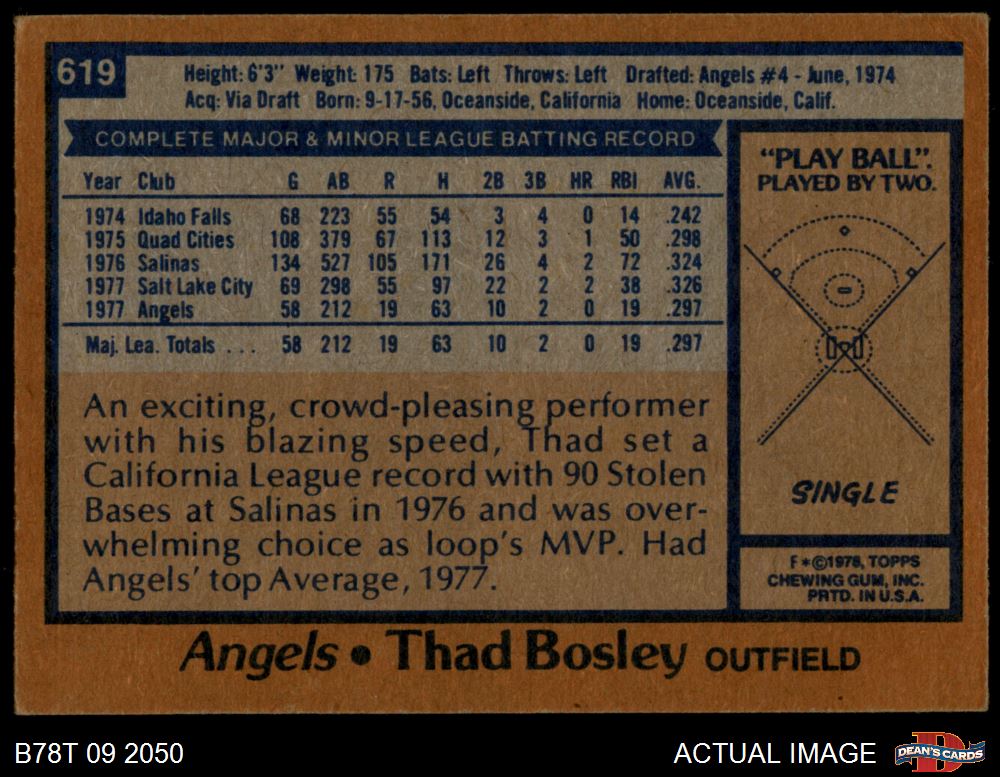 619
Height: 6'3" Weight: 175 Bats: Left Throws: Left Drafted: Angels #4 - June, 1974
Acq: Via Draft Born: 9-17-56, Oceanside, California Home: Oceanside, Calif.
COMPLETE MAJOR & MINOR LEAGUE BATTING RECORD
Year Club G AB R H 2B 3B HR RBI AVG.
1974 Idaho Falls 68 223 55 54 3 4 0 14 .242
1975 Quad Cities 108 379 67 113 12 3 1 50 .298
1976 Salinas 134 527 105 171 26 4 2 72 .324
1977 Salt Lake City 69 298 55 97 22 2 2 38 .326
1977 Angels 58 212 19 63 10 2 0 19 .297
Maj. Lea. Totals . . . 58 212 19 63 10 2 0 19 .297
An exciting, crowd-pleasing performer
with his blazing speed, Thad set a
California League record with 90 Stolen
Bases at Salinas in 1976 and was over-
whelming choice as loop's MVP. Had
Angels' top Average, 1977.
"PLAY BALL".
PLAYED BY TWO.
SINGLE
F*©1978, TOPPS
CHEWING GUM, INC.
PRTD. IN U.S.A.
Angels • Thad Bosley OUTFIELD
B78T 09 2050
ACTUAL IMAGE
D
DEAN'S CARDS